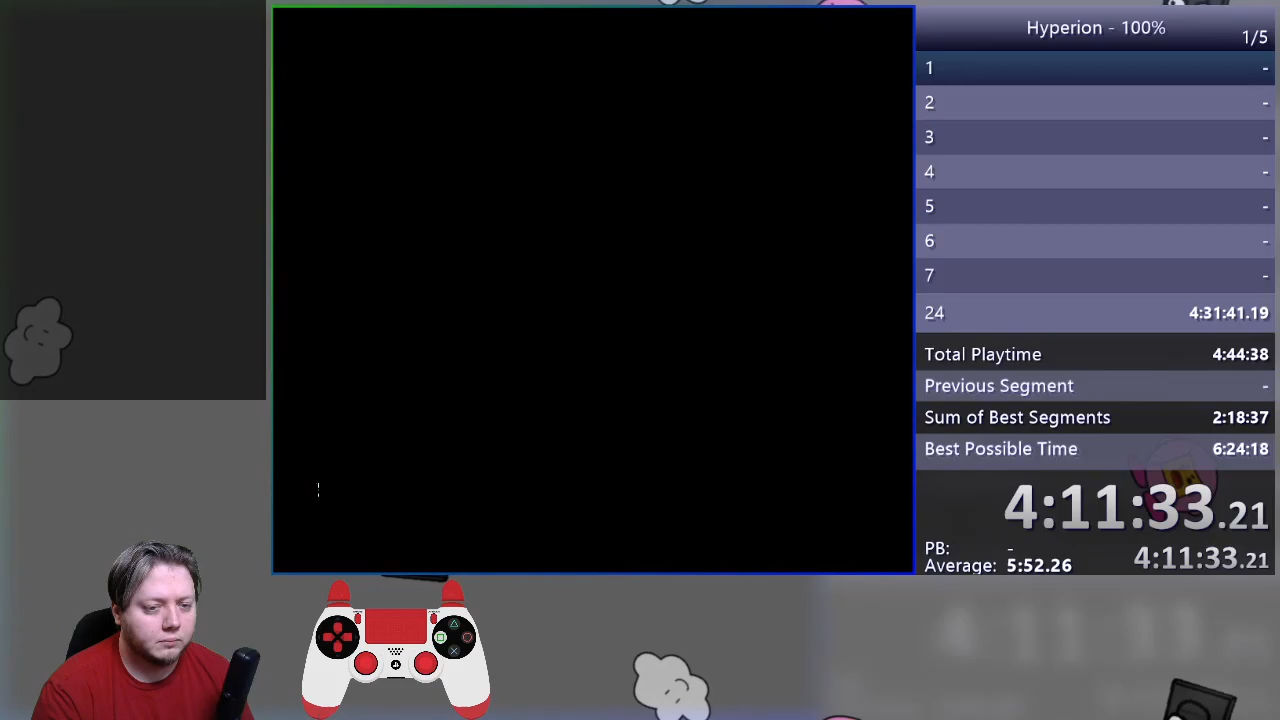 Hyperion - 100%
1/5
1 -
2 -
3 -
4 -
5 -
6 -
7 -
24 4:31:41.19
Total Playtime 4:44:38
Previous Segment -
Sum of Best Segments 2:18:37
Best Possible Time 6:24:18
4:11:33.21
PB: -
Average: 5:52.26
4:11:33.21